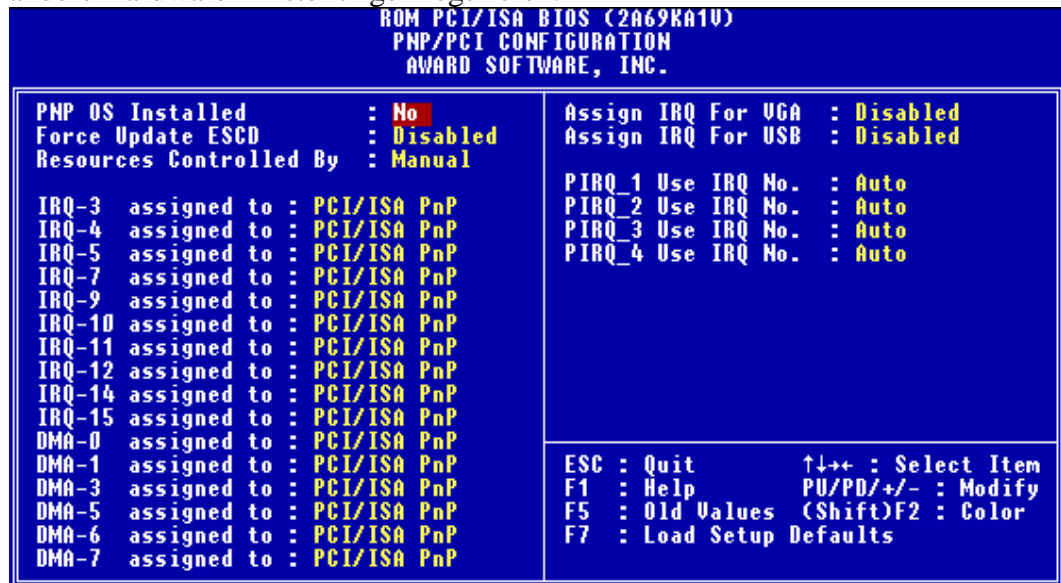 ROM PCI/ISA BIOS (2A69KA1V)
PNP/PCI CONFIGURATION
AWARD SOFTWARE, INC.
PNP OS Installed : No
Force Update ESCD : Disabled
Resources Controlled By : Manual
IRQ-3 assigned to : PCI/ISA PnP
IRQ-4 assigned to : PCI/ISA PnP
IRQ-5 assigned to : PCI/ISA PnP
IRQ-7 assigned to : PCI/ISA PnP
IRQ-9 assigned to : PCI/ISA PnP
IRQ-10 assigned to : PCI/ISA PnP
IRQ-11 assigned to : PCI/ISA PnP
IRQ-12 assigned to : PCI/ISA PnP
IRQ-14 assigned to : PCI/ISA PnP
IRQ-15 assigned to : PCI/ISA PnP
DMA-0 assigned to : PCI/ISA PnP
DMA-1 assigned to : PCI/ISA PnP
DMA-3 assigned to : PCI/ISA PnP
DMA-5 assigned to : PCI/ISA PnP
DMA-6 assigned to : PCI/ISA PnP
DMA-7 assigned to : PCI/ISA PnP
Assign IRQ For VGA : Disabled
Assign IRQ For USB : Disabled
PIRQ_1 Use IRQ No. : Auto
PIRQ_2 Use IRQ No. : Auto
PIRQ_3 Use IRQ No. : Auto
PIRQ_4 Use IRQ No. : Auto
ESC : Quit ↑↓→← : Select Item
F1 : Help PU/PD/+/- : Modify
F5 : Old Values (Shift)F2 : Color
F7 : Load Setup Defaults